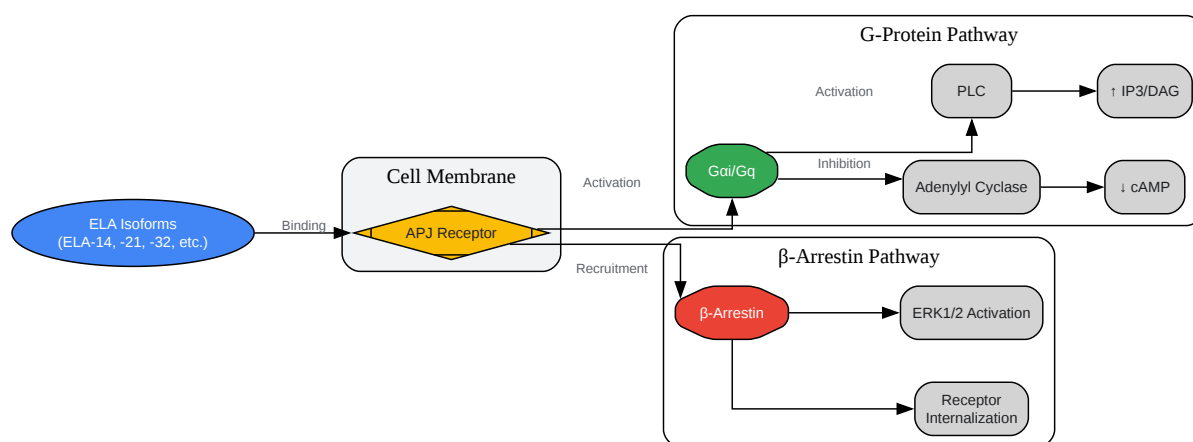 G-Protein Pathway
Activation
PLC
↑ IP3/DAG
Cell Membrane
Activation
Gαi/Gq
Inhibition
Adenylyl Cyclase
↓ cAMP
ELA Isoforms
(ELA-14, -21, -32, etc.)
Binding
APJ Receptor
Recruitment
β-Arrestin Pathway
β-Arrestin
ERK1/2 Activation
Receptor
Internalization